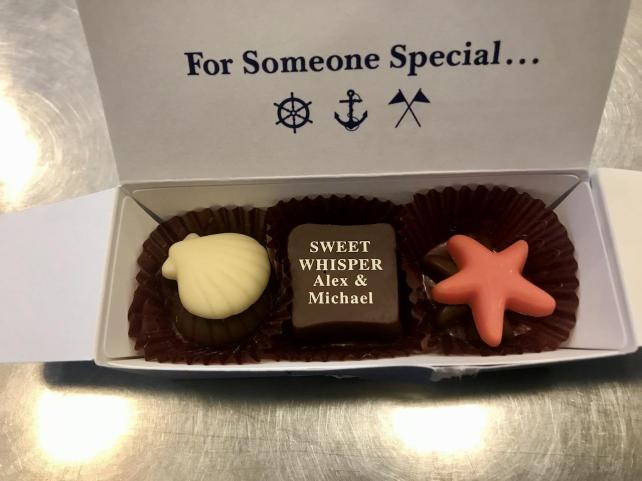 For Someone Special...
SWEET
WHISPER
Alex &
Michael